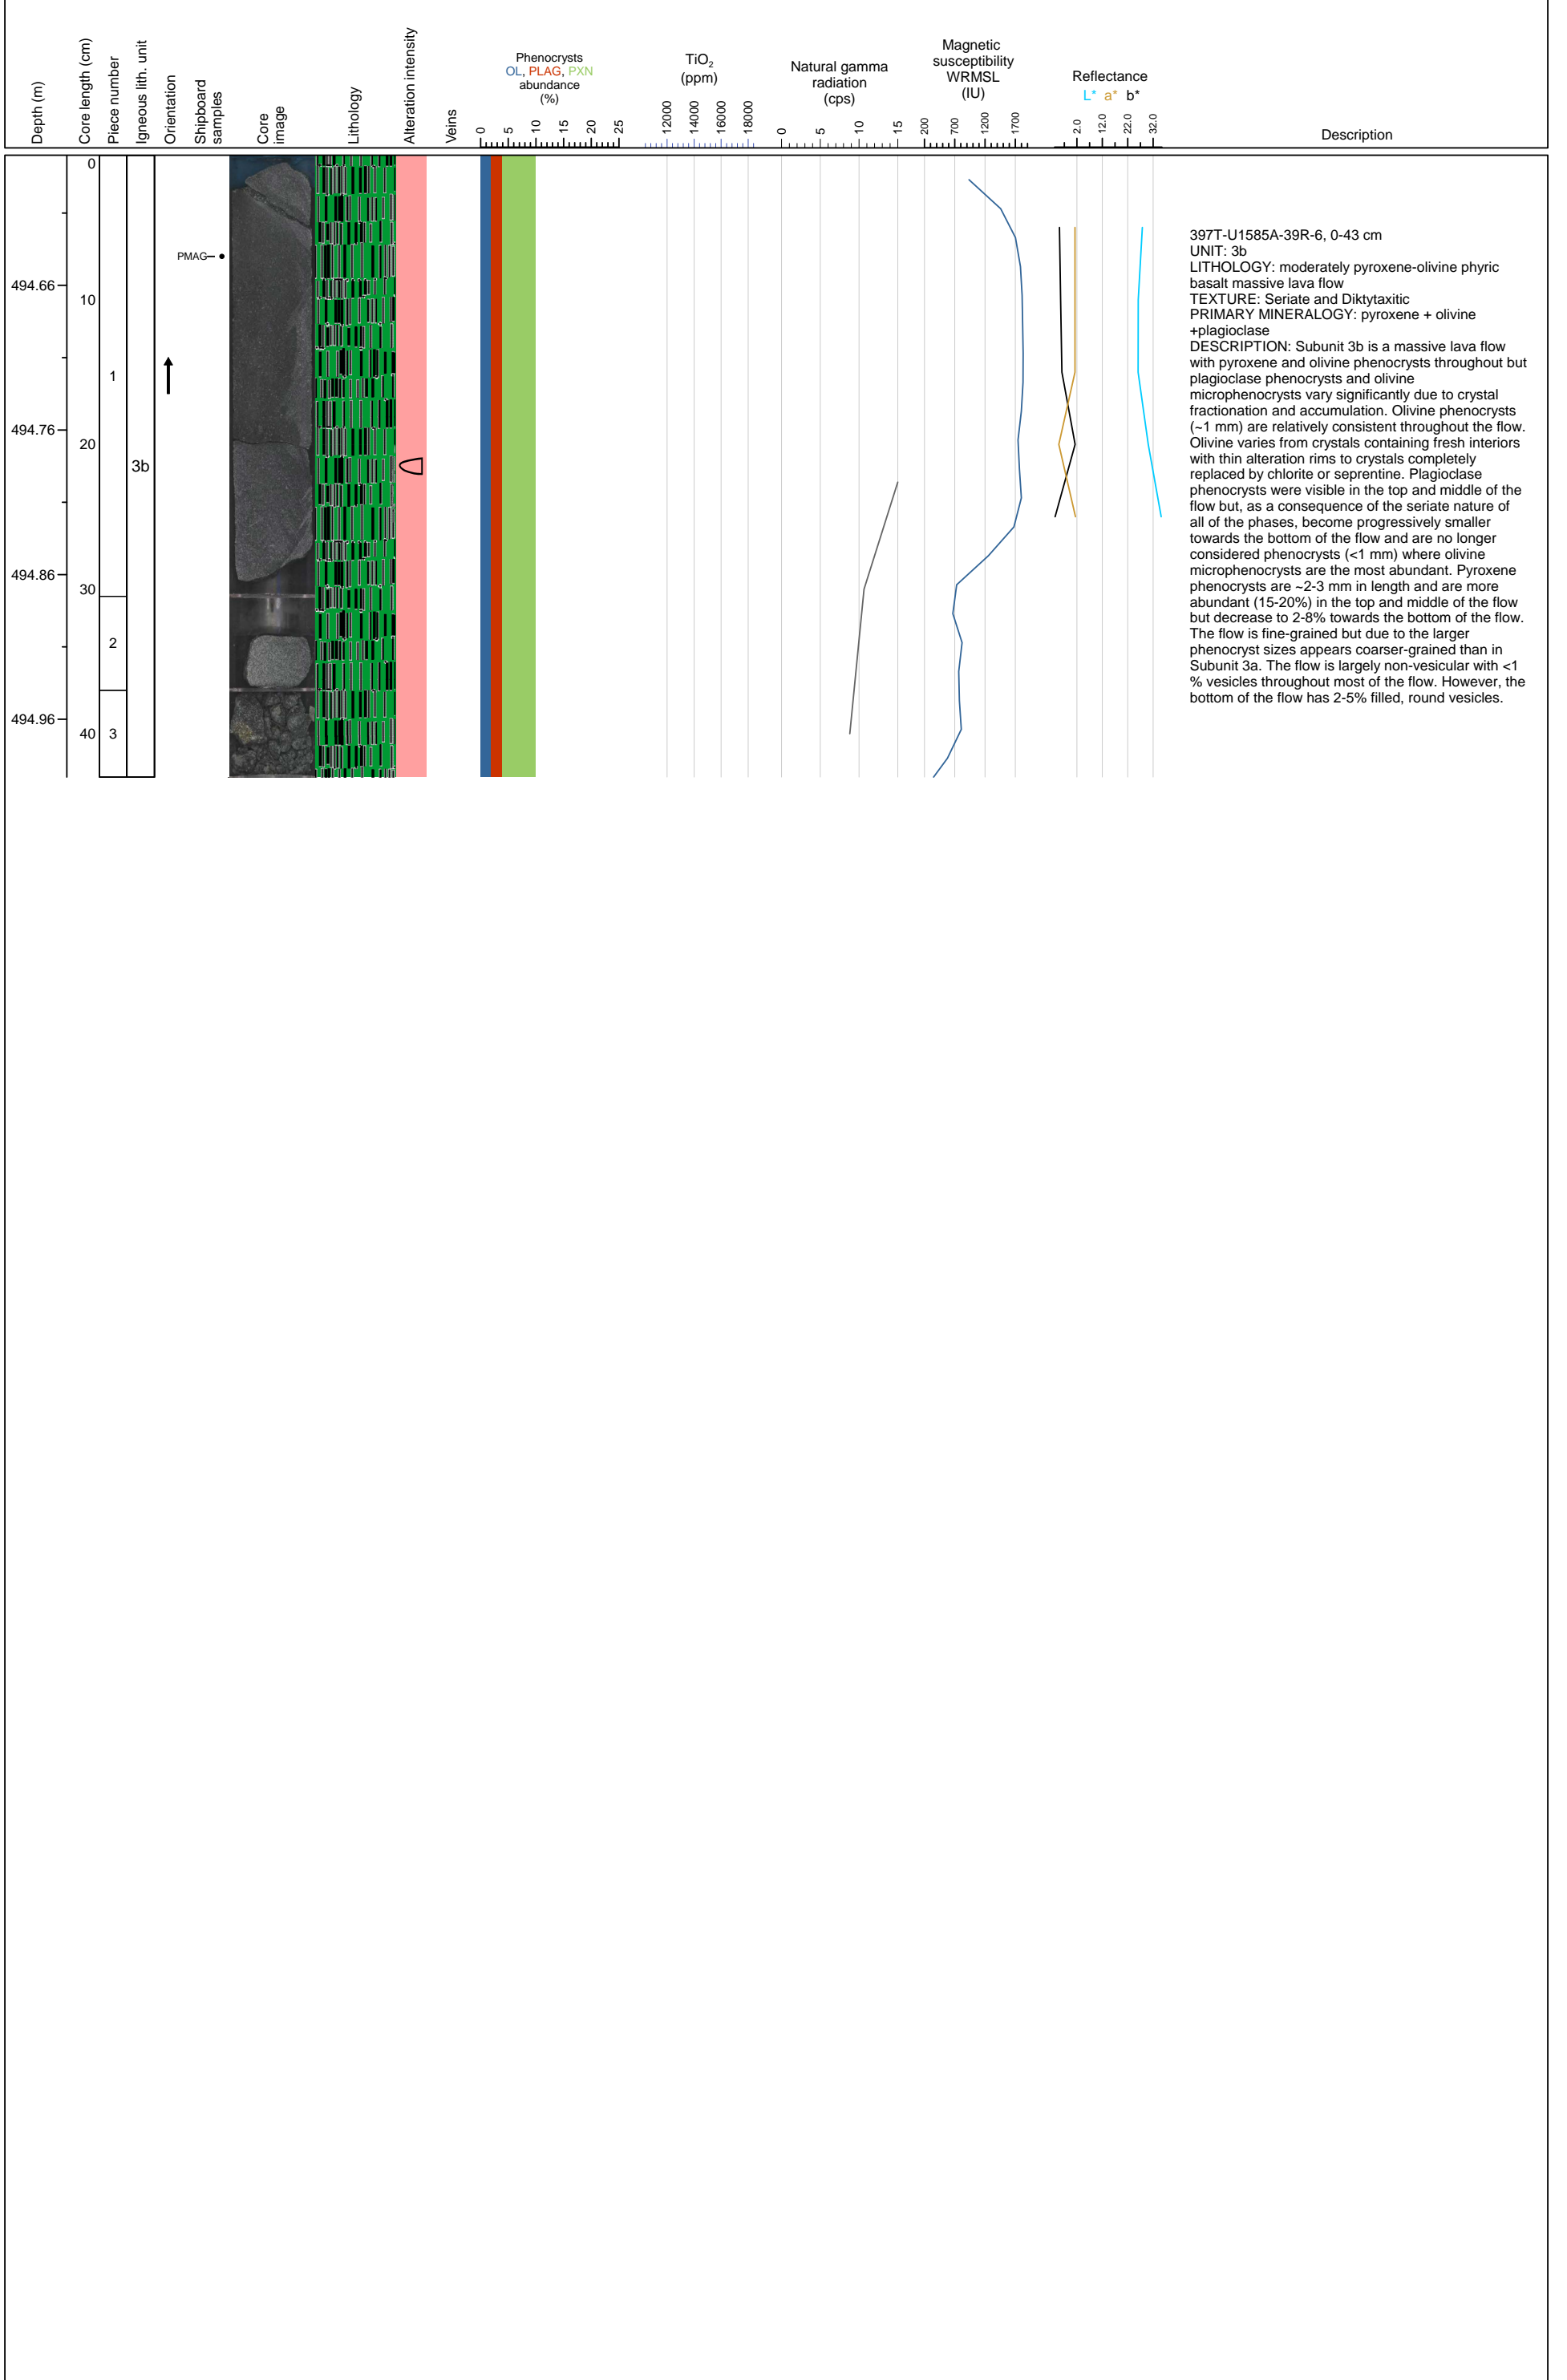 Depth (m)
Core length (cm)
Piece number
Igneous lith. unit
Orientation
Shipboard
samples
Core
image
Lithology
Alteration intensity
Veins
Phenocrysts
OL, PLAG, PXN
abundance
(%)
0 5 10 15 20 25
TiO2
(ppm)
12000 14000 16000 18000
Natural gamma
radiation
(cps)
0 5 10 15
Magnetic
susceptibility
WRMSL
(IU)
200 700 1200 1700
Reflectance
L* a* b*
2.0 12.0 22.0 32.0
Description
494.66
494.76
494.86
494.96
0
10
20
30
40
1
2
3
3b
PMAG
397T-U1585A-39R-6, 0-43 cm
UNIT: 3b
LITHOLOGY: moderately pyroxene-olivine phyric
basalt massive lava flow
TEXTURE: Seriate and Diktytaxitic
PRIMARY MINERALOGY: pyroxene + olivine
+plagioclase
DESCRIPTION: Subunit 3b is a massive lava flow
with pyroxene and olivine phenocrysts throughout but
plagioclase phenocrysts and olivine
microphenocrysts vary significantly due to crystal
fractionation and accumulation. Olivine phenocrysts
(~1 mm) are relatively consistent throughout the flow.
Olivine varies from crystals containing fresh interiors
with thin alteration rims to crystals completely
replaced by chlorite or seprentine. Plagioclase
phenocrysts were visible in the top and middle of the
flow but, as a consequence of the seriate nature of
all of the phases, become progressively smaller
towards the bottom of the flow and are no longer
considered phenocrysts (<1 mm) where olivine
microphenocrysts are the most abundant. Pyroxene
phenocrysts are ~2-3 mm in length and are more
abundant (15-20%) in the top and middle of the flow
but decrease to 2-8% towards the bottom of the flow.
The flow is fine-grained but due to the larger
phenocryst sizes appears coarser-grained than in
Subunit 3a. The flow is largely non-vesicular with <1
% vesicles throughout most of the flow. However, the
bottom of the flow has 2-5% filled, round vesicles.